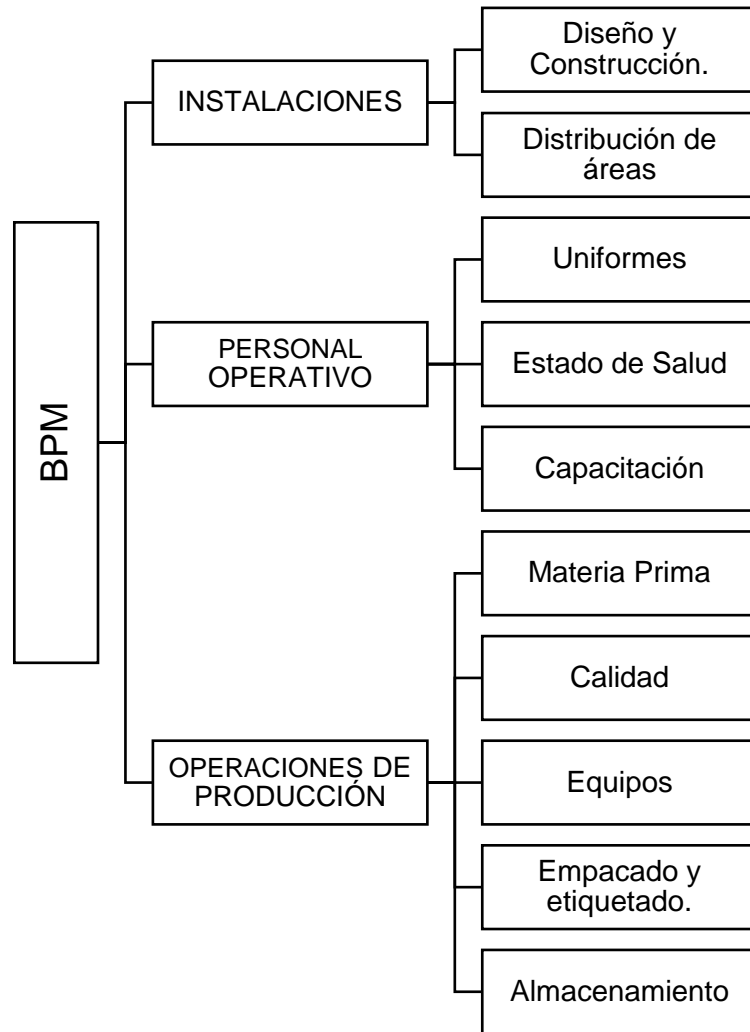 BPM
INSTALACIONES
Diseño y
Construcción.
Distribución de
áreas
PERSONAL
OPERATIVO
Uniformes
Estado de Salud
Capacitación
OPERACIONES DE
PRODUCCIÓN
Materia Prima
Calidad
Equipos
Empacado y
etiquetado.
Almacenamiento